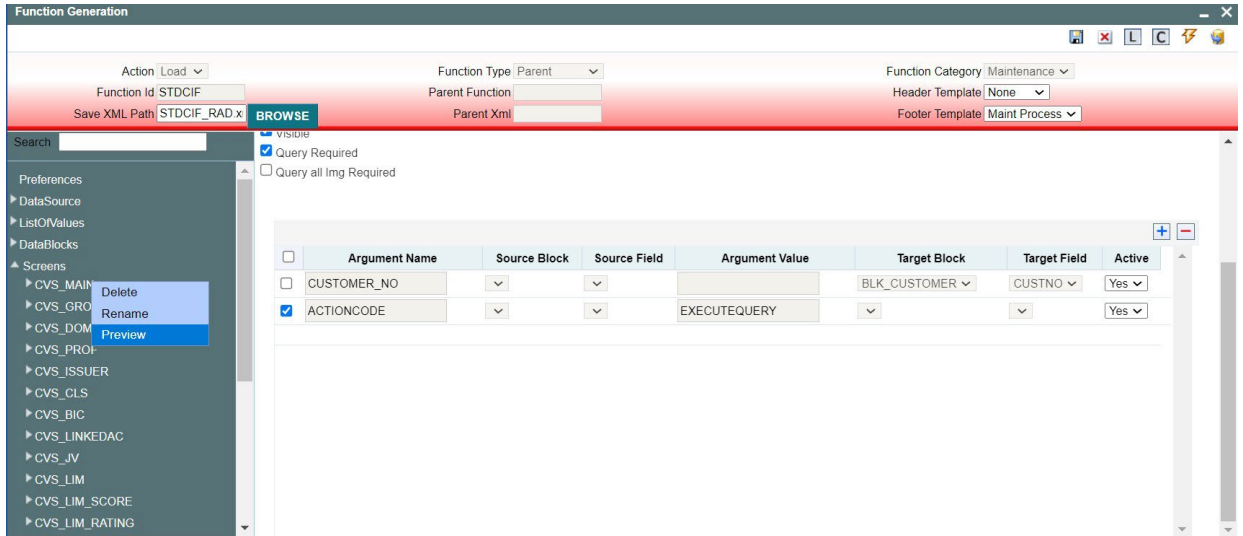 Function Generation
L C
Action Load Function Type Parent Function Category Maintenance
Function Id STDCIF Parent Function Header Template None
Save XML Path STDCIF_RAD.x BROWSE Parent Xml Footer Template Maint Process
Search
Visible
Query Required
Query all Img Required
Preferences
DataSource
ListOfValues
DataBlocks
Screens
CVS_MAIN
CVS_GRO
CVS_DOM
CVS_PROF
CVS_ISSUER
CVS_CLS
CVS_BIC
CVS_LINKEDAC
CVS_JV
CVS_LIM
CVS_LIM_SCORE
CVS_LIM_RATING
Delete
Rename
Preview
Argument Name Source Block Source Field Argument Value Target Block Target Field Active
CUSTOMER_NO BLK_CUSTOMER CUSTNO Yes
ACTIONCODE EXECUTEQUERY Yes